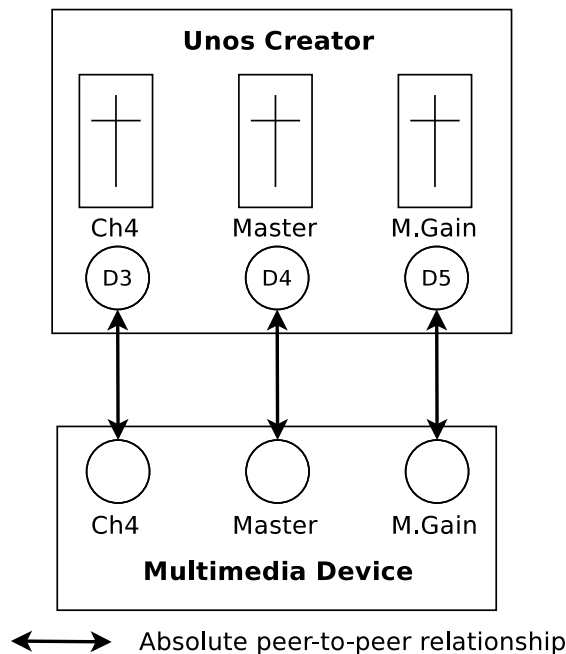 Unos Creator
Ch4 Master M.Gain
D3 D4 D5
Ch4 Master M.Gain
Multimedia Device
Absolute peer-to-peer relationship